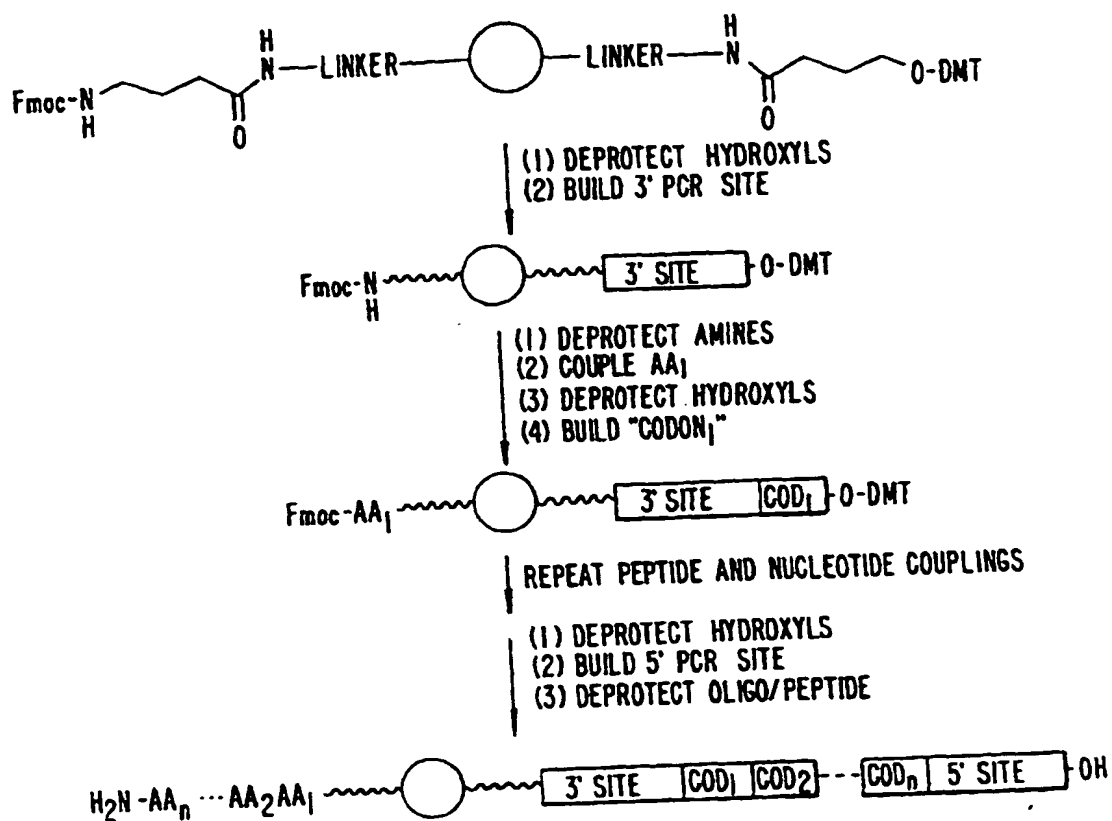 H H
Fmoc-N N-LINKER LINKER-N O-DMT
H O O
(1) DEPROTECT HYDROXYLS
(2) BUILD 3' PCR SITE
Fmoc-N 3' SITE O-DMT
H
(1) DEPROTECT AMINES
(2) COUPLE AA₁
(3) DEPROTECT HYDROXYLS
(4) BUILD "CODON₁"
Fmoc-AA₁ 3' SITE COD₁ O-DMT
REPEAT PEPTIDE AND NUCLEOTIDE COUPLINGS
(1) DEPROTECT HYDROXYLS
(2) BUILD 5' PCR SITE
(3) DEPROTECT OLIGO/PEPTIDE
H₂N-AAₙ ···AA₂AA₁ 3' SITE COD₁ COD₂ --- CODₙ 5' SITE OH